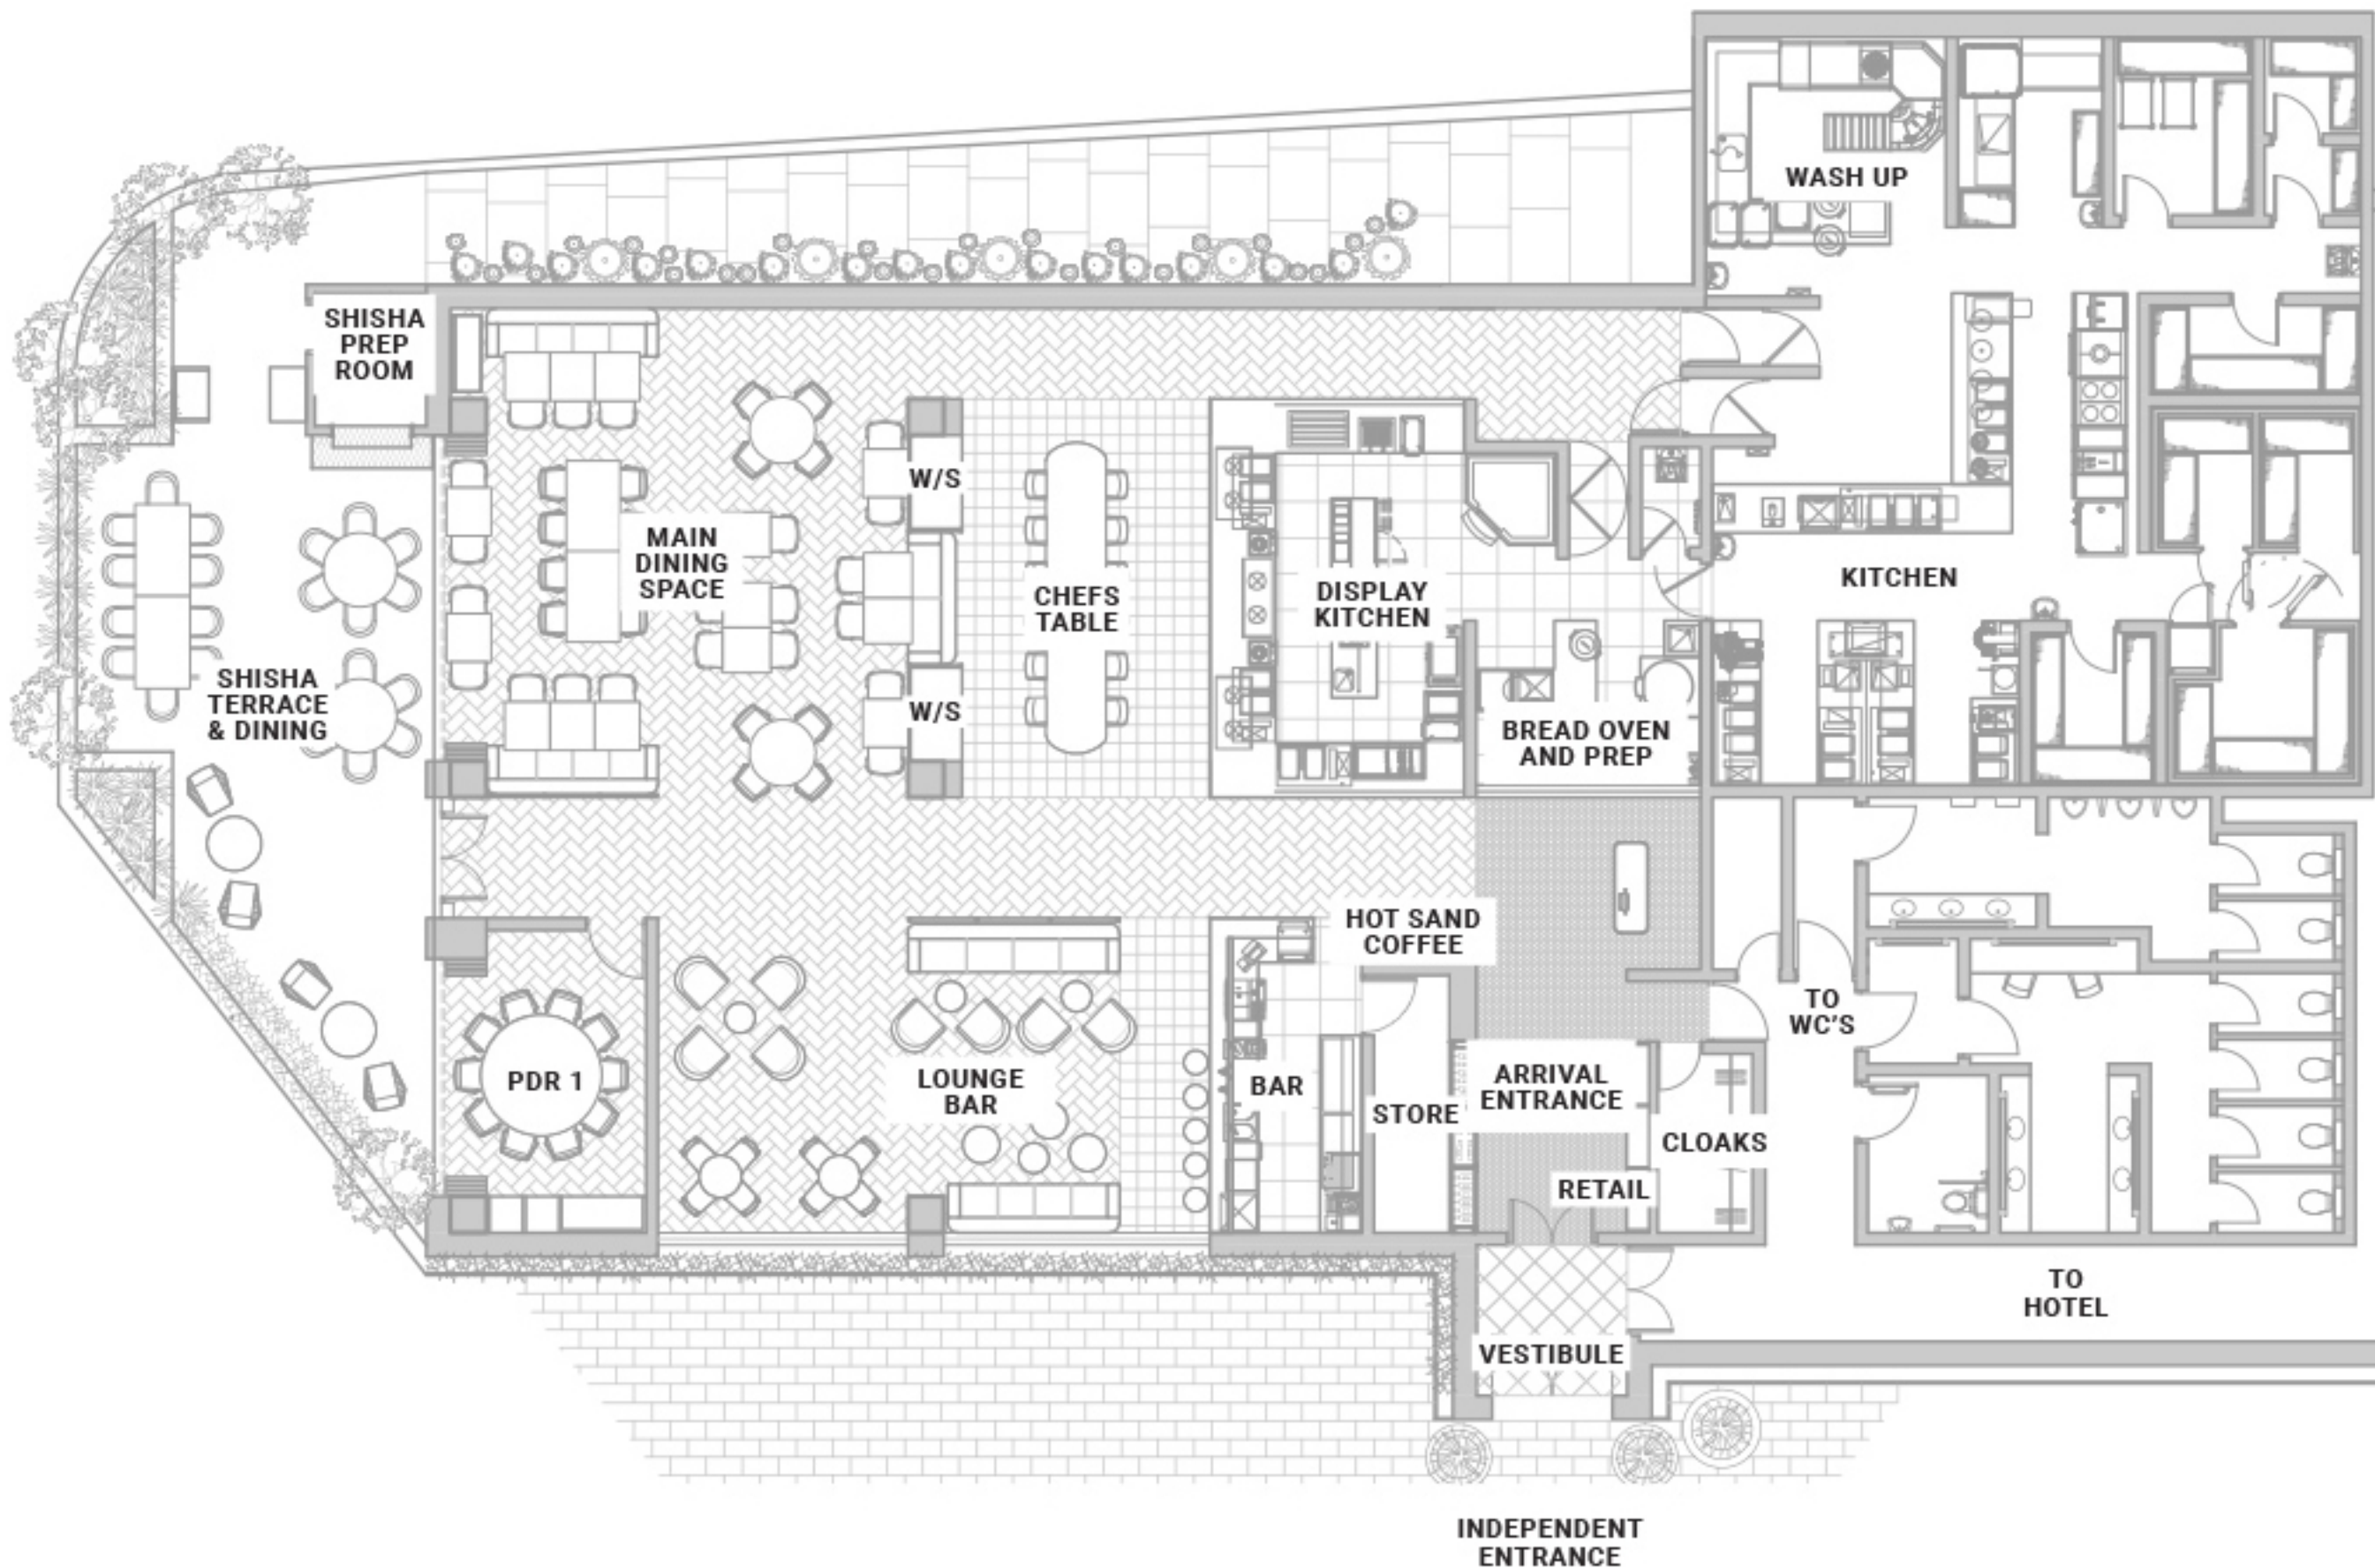 WASH UP
SHISHA
PREP
ROOM
W/S
MAIN
DINING
SPACE
CHEFS
TABLE
DISPLAY
KITCHEN
KITCHEN
SHISHA
TERRACE
& DINING
W/S
BREAD OVEN
AND PREP
HOT SAND
COFFEE
TO
WC'S
PDR 1
LOUNGE
BAR
BAR
STORE
ARRIVAL
ENTRANCE
CLOAKS
RETAIL
TO
HOTEL
VESTIBULE
INDEPENDENT
ENTRANCE